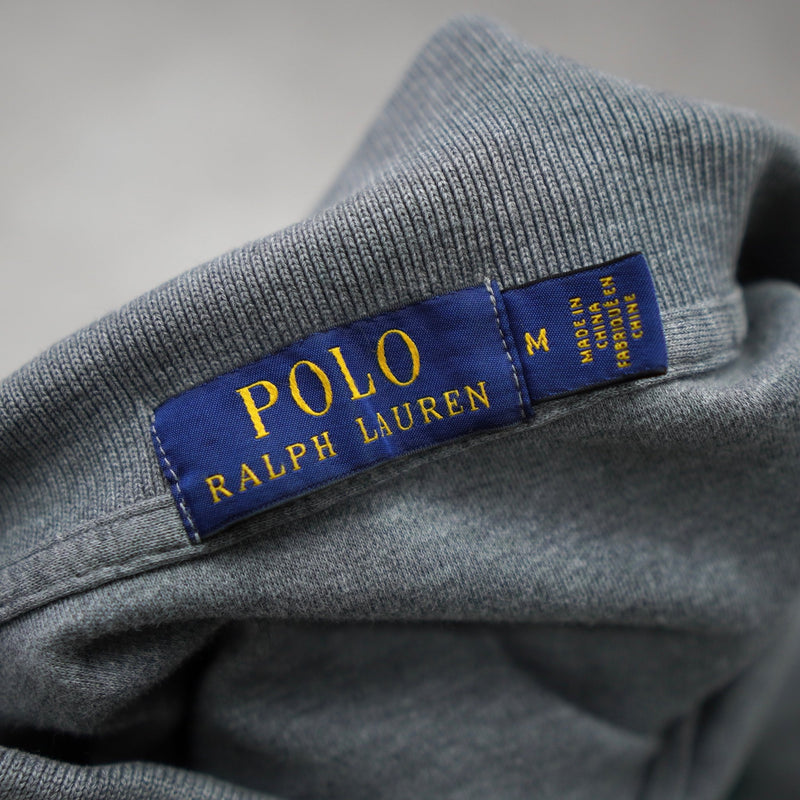 POLO
RALPH LAUREN
M
MADE IN
CHINA
FABRIQUÉ EN
CHINE